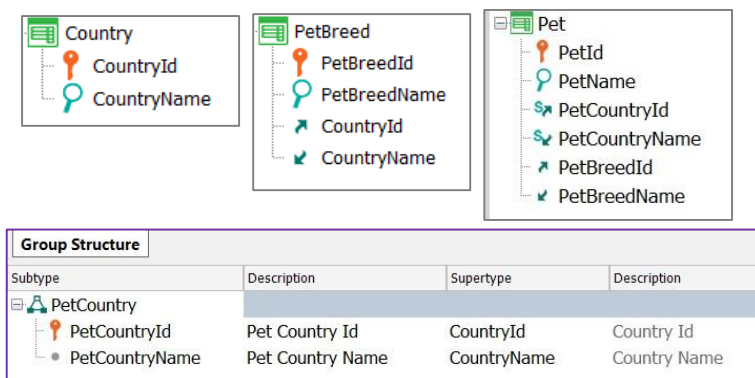 Country
CountryId
CountryName
PetBreed
PetBreedId
PetBreedName
CountryId
CountryName
Pet
PetId
PetName
S PetCountryId
S PetCountryName
PetBreedId
PetBreedName
Group Structure
Subtype Description Supertype Description
PetCountry
PetCountryId Pet Country Id CountryId Country Id
PetCountryName Pet Country Name CountryName Country Name